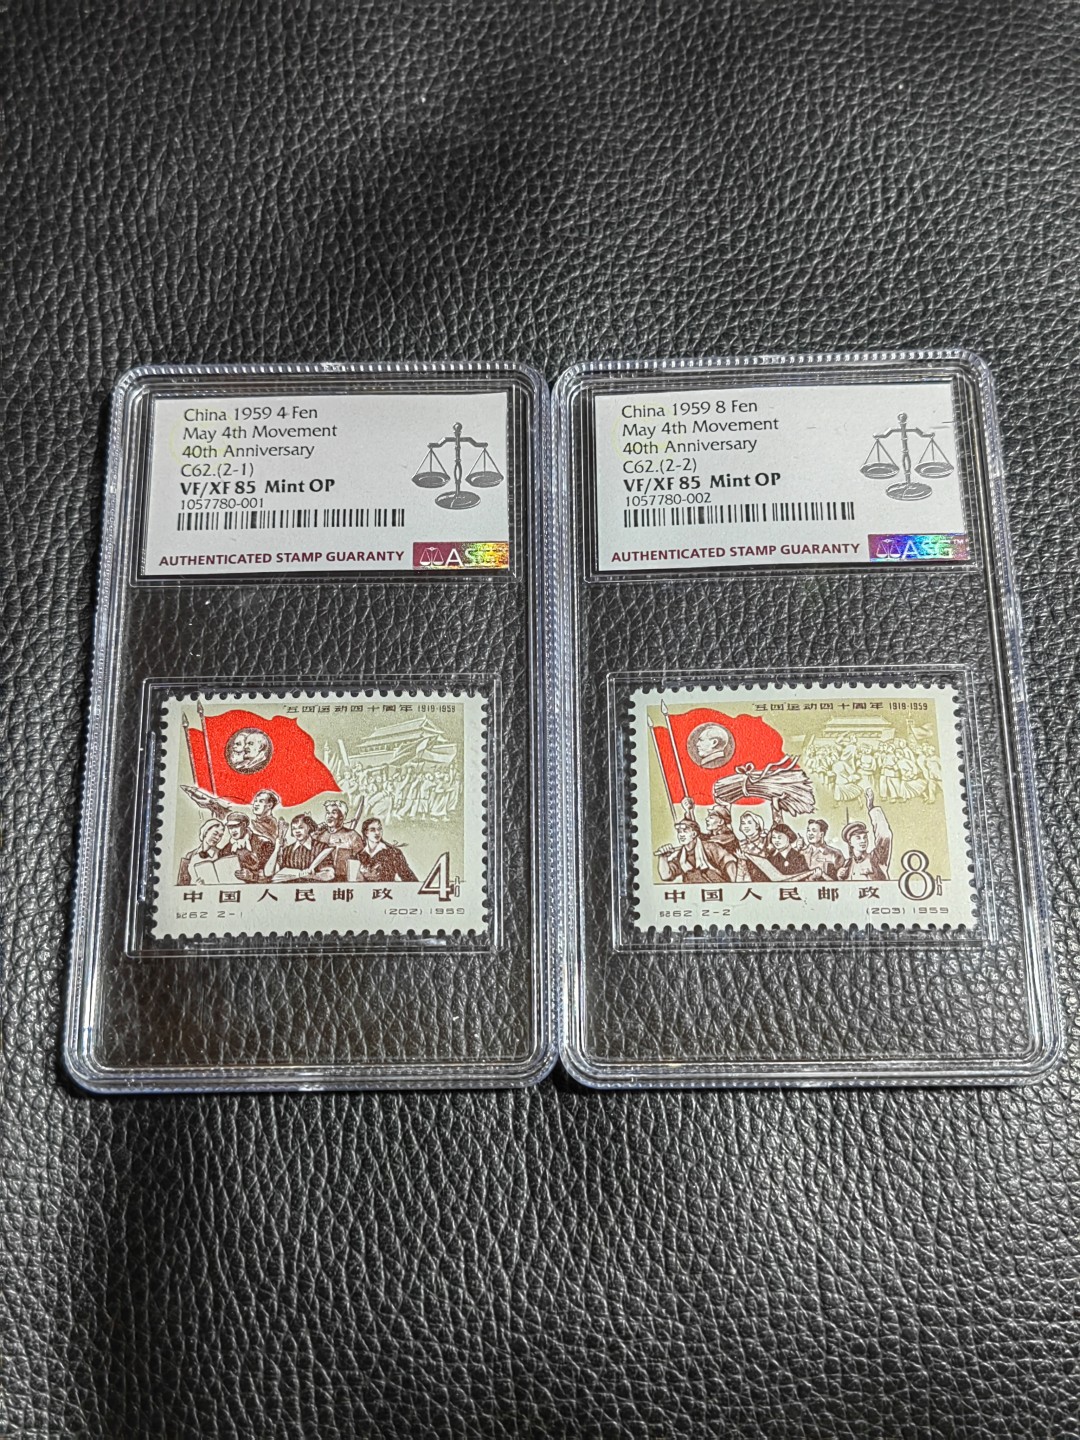 China 1959 4 Fen
May 4th Movement
40th Anniversary
C62.(2-1)
VF/XF 85 Mint OP
1057780-001
AUTHENTICATED STAMP GUARANTY ASG
"五四"运动四十周年 1919-1959
中国人民邮政 4分
纪62 2-1 (202) 1959
China 1959 8 Fen
May 4th Movement
40th Anniversary
C62.(2-2)
VF/XF 85 Mint OP
1057780-002
AUTHENTICATED STAMP GUARANTY ASG™
"五四"运动四十周年 1919-1959
中国人民邮政 8分
纪62 2-2 (203) 1959